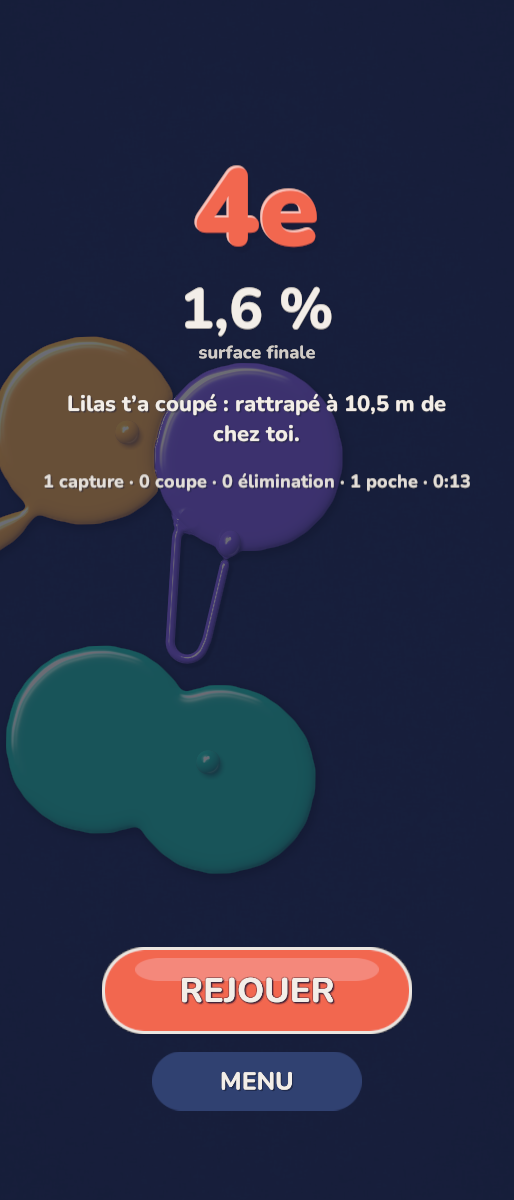 4e
1,6 %
surface finale
Lilas t’a coupé : rattrapé à 10,5 m de
chez toi.
1 capture · 0 coupe · 0 élimination · 1 poche · 0:13
REJOUER
MENU